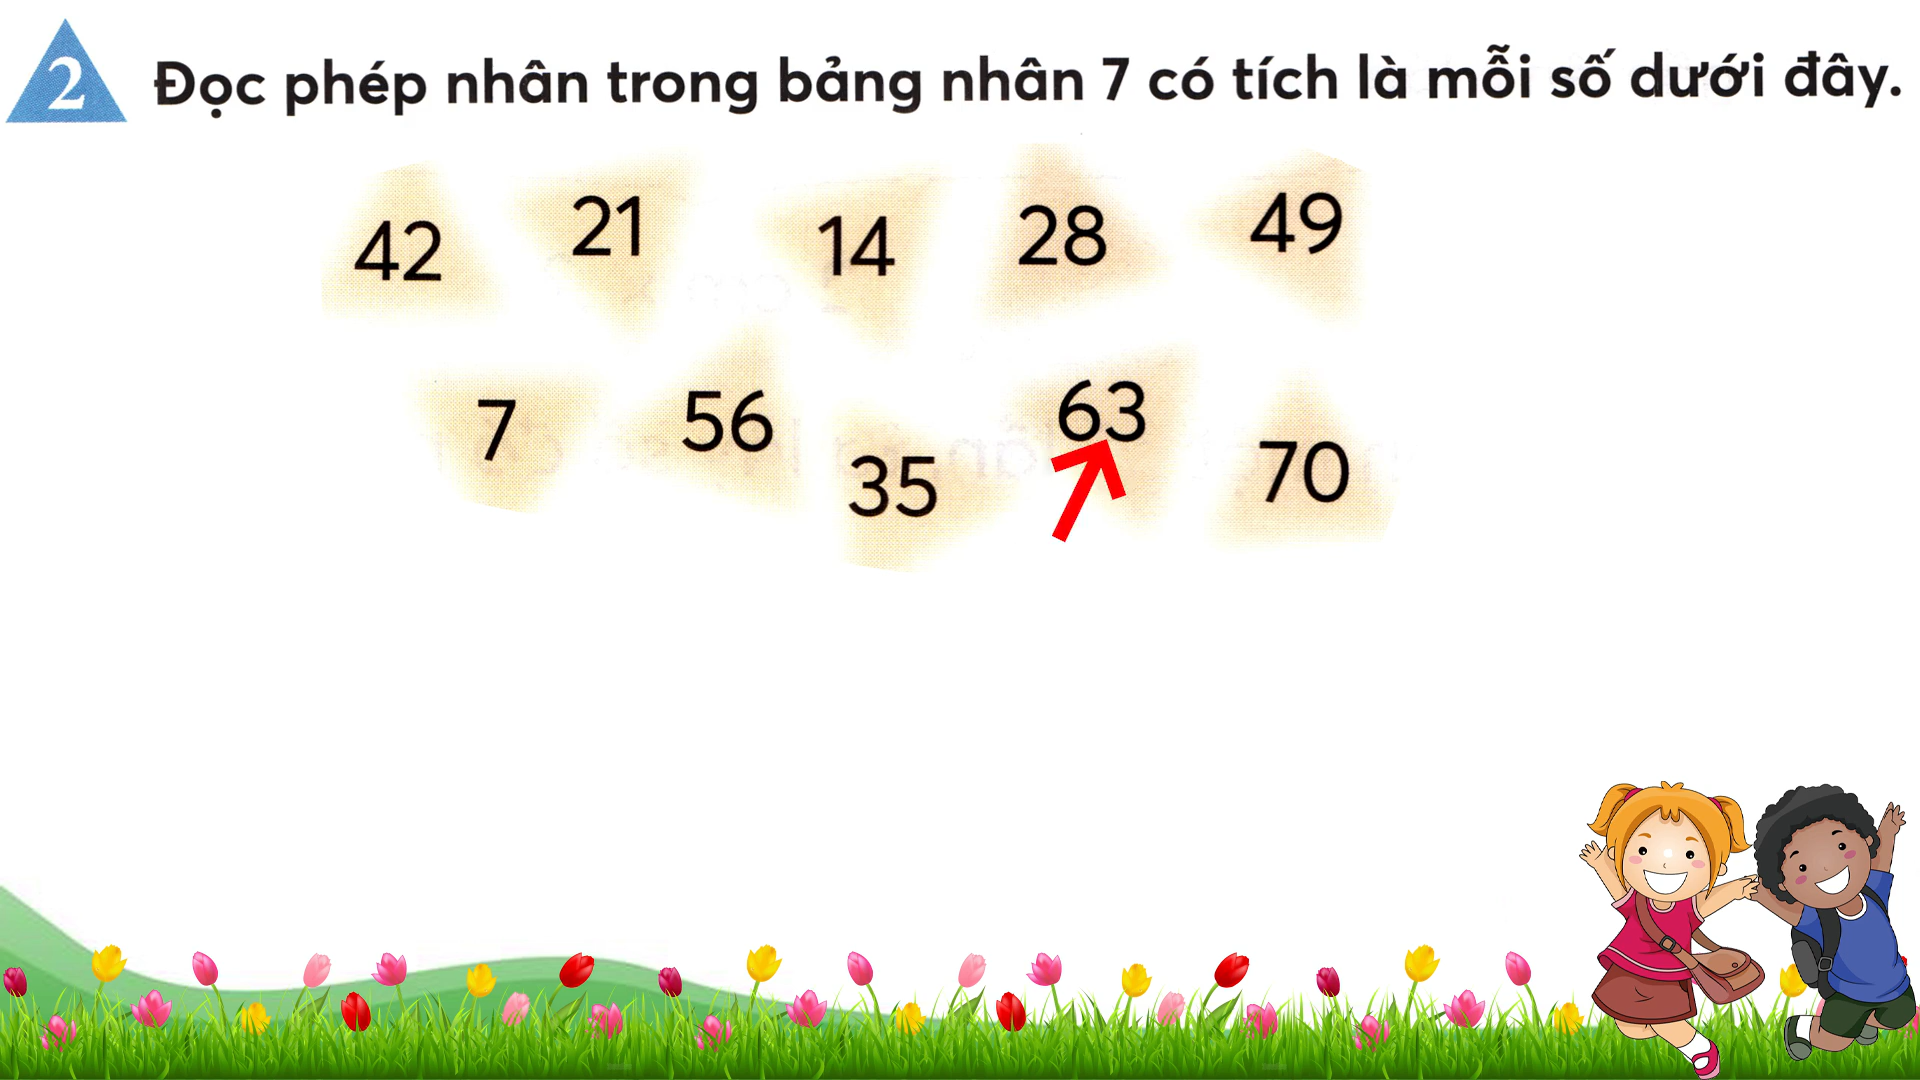 2 Đọc phép nhân trong bảng nhân 7 có tích là mỗi số dưới đây.
42 21 14 28 49
7 56 35 63 70